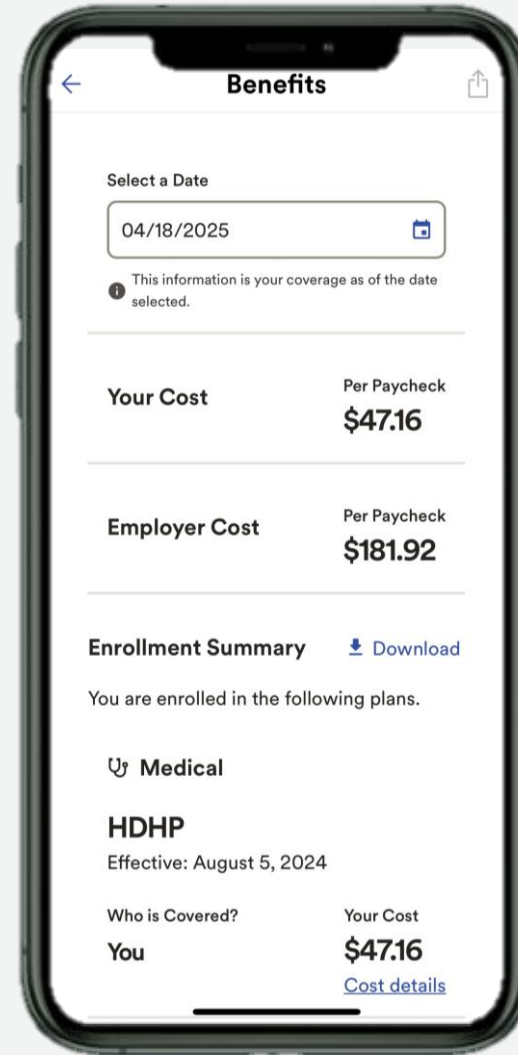 Benefits
Select a Date
04/18/2025
This information is your coverage as of the date
selected.
Your Cost
Per Paycheck
$47.16
Employer Cost
Per Paycheck
$181.92
Enrollment Summary
Download
You are enrolled in the following plans.
Medical
HDHP
Effective: August 5, 2024
Who is Covered?
Your Cost
You
$47.16
Cost details